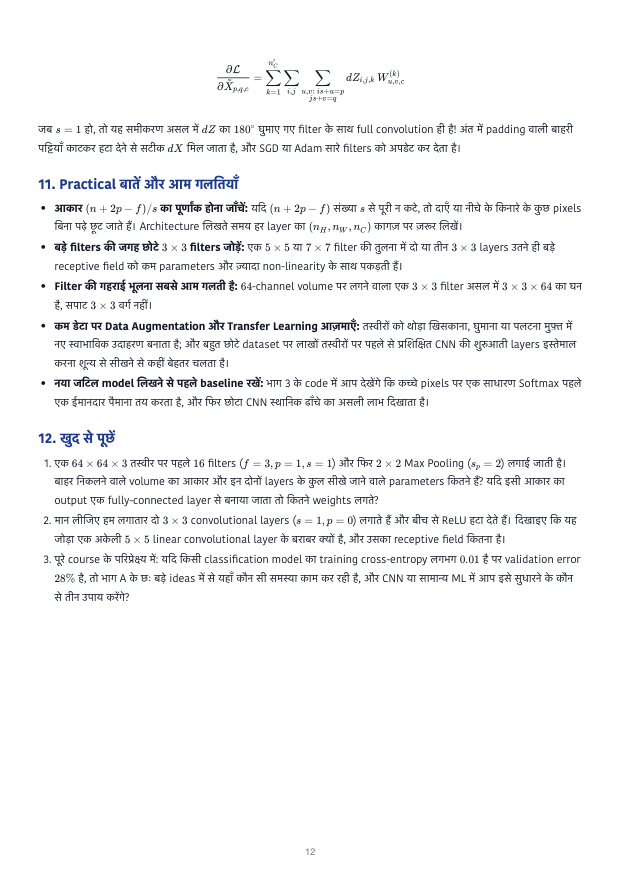 ∂ℒ/∂X̃_{p,q,c} = ∑_{k=1}^{n'_C} ∑_{i,j} ∑_{u,v: is+u=p, js+v=q} dZ_{i,j,k} W^{(k)}_{u,v,c}
जब s = 1 हो, तो यह समीकरण असल में dZ का 180° घुमाए गए filter के साथ full convolution ही है! अंत में padding वाली बाहरी
पट्टियाँ काटकर हटा देने से सटीक dX मिल जाता है, और SGD या Adam सारे filters को अपडेट कर देता है।
11. Practical बातें और आम गलतियाँ
• आकार (n + 2p − f)/s का पूर्णांक होना जाँचें: यदि (n + 2p − f) संख्या s से पूरी न कटे, तो दाएँ या नीचे के किनारे के कुछ pixels
बिना पढ़े छूट जाते हैं। Architecture लिखते समय हर layer का (n_H, n_W, n_C) कागज़ पर ज़रूर लिखें।
• बड़े filters की जगह छोटे 3 × 3 filters जोड़ें: एक 5 × 5 या 7 × 7 filter की तुलना में दो या तीन 3 × 3 layers उतने ही बड़े
receptive field को कम parameters और ज़्यादा non-linearity के साथ पकड़ती हैं।
• Filter की गहराई भूलना सबसे आम गलती है: 64-channel volume पर लगने वाला एक 3 × 3 filter असल में 3 × 3 × 64 का घन
है, सपाट 3 × 3 वर्ग नहीं।
• कम डेटा पर Data Augmentation और Transfer Learning आज़माएँ: तस्वीरों को थोड़ा खिसकाना, घुमाना या पलटना मुफ़्त में
नए स्वाभाविक उदाहरण बनाता है; और बहुत छोटे dataset पर लाखों तस्वीरों पर पहले से प्रशिक्षित CNN की शुरुआती layers इस्तेमाल
करना शून्य से सीखने से कहीं बेहतर चलता है।
• नया जटिल model लिखने से पहले baseline रखें: भाग 3 के code में आप देखेंगे कि कच्चे pixels पर एक साधारण Softmax पहले
एक ईमानदार पैमाना तय करता है, और फिर छोटा CNN स्थानिक ढाँचे का असली लाभ दिखाता है।
12. खुद से पूछें
1. एक 64 × 64 × 3 तस्वीर पर पहले 16 filters (f = 3, p = 1, s = 1) और फिर 2 × 2 Max Pooling (s_p = 2) लगाई जाती है।
बाहर निकलने वाले volume का आकार और इन दोनों layers के कुल सीखे जाने वाले parameters कितने हैं? यदि इसी आकार का
output एक fully-connected layer से बनाया जाता तो कितने weights लगते?
2. मान लीजिए हम लगातार दो 3 × 3 convolutional layers (s = 1, p = 0) लगाते हैं और बीच से ReLU हटा देते हैं। दिखाइए कि यह
जोड़ा एक अकेली 5 × 5 linear convolutional layer के बराबर क्यों है, और उसका receptive field कितना है।
3. पूरे course के परिप्रेक्ष्य में: यदि किसी classification model का training cross-entropy लगभग 0.01 है पर validation error
28% है, तो भाग A के छः बड़े ideas में से यहाँ कौन सी समस्या काम कर रही है, और CNN या सामान्य ML में आप इसे सुधारने के कौन
से तीन उपाय करेंगे?
12